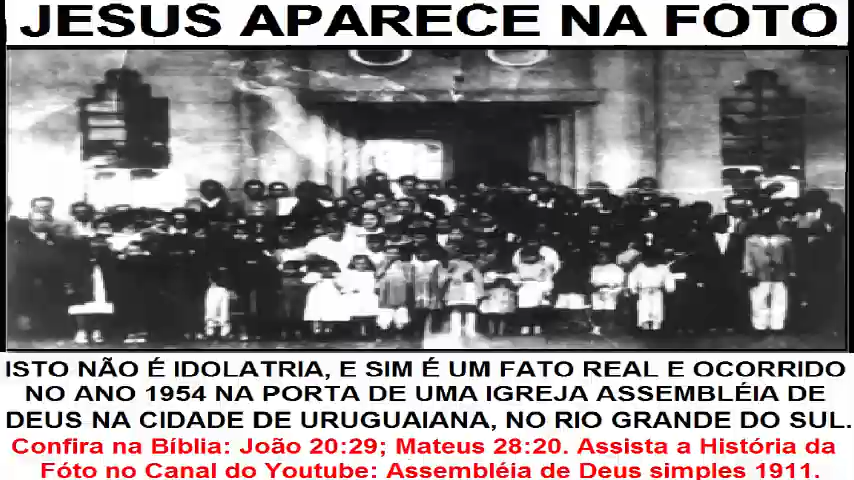 JESUS APARECE NA FOTO
ISTO NÃO É IDOLATRIA, E SIM É UM FATO REAL E OCORRIDO
NO ANO 1954 NA PORTA DE UMA IGREJA ASSEMBLÉIA DE
DEUS NA CIDADE DE URUGUAIANA, NO RIO GRANDE DO SUL.
Confira na Bíblia: João 20:29; Mateus 28:20. Assista a História da
Fóto no Canal do Youtube: Assembléia de Deus simples 1911.